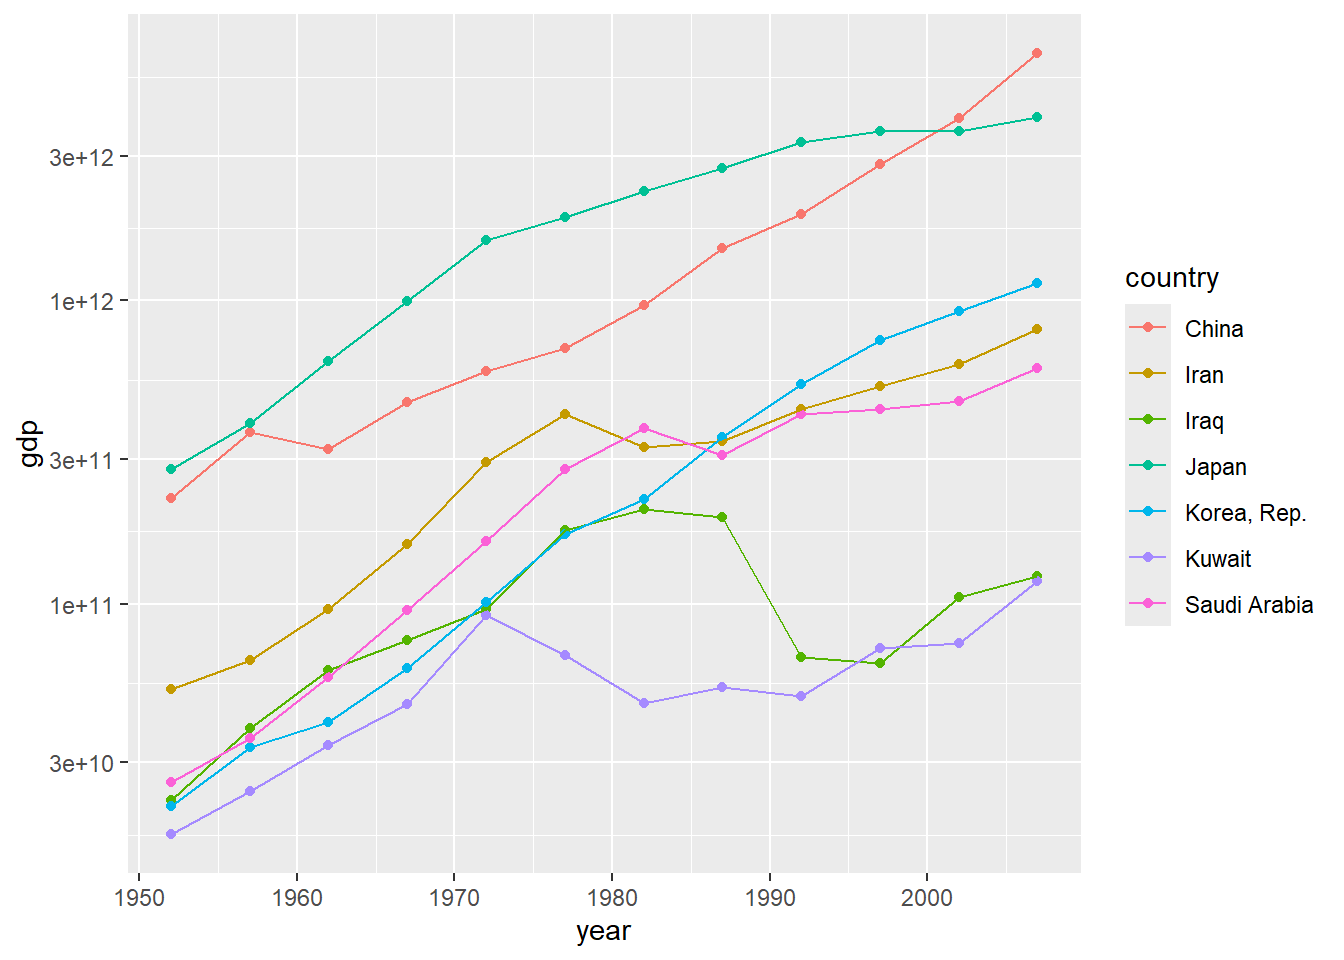 3e+12
1e+12
3e+11
1e+11
3e+10
gdp
1950 1960 1970 1980 1990 2000
year
country
China
Iran
Iraq
Japan
Korea, Rep.
Kuwait
Saudi Arabia